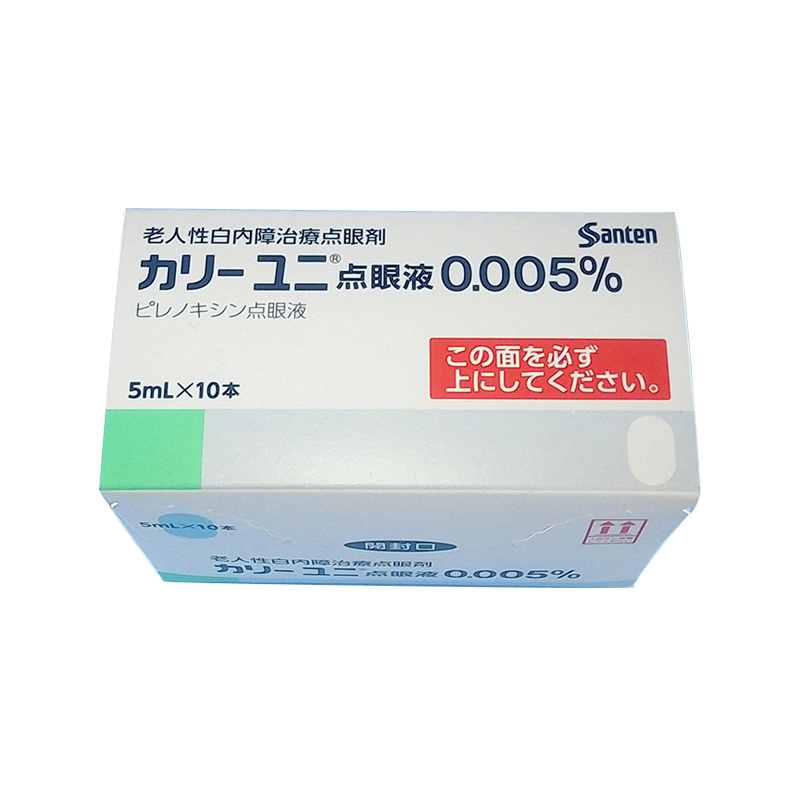 老人性白内障治療点眼剤
Santen
カリーユニ® 点眼液 0.005%
ピレノキシン点眼液
この面を必ず
上にしてください。
5mL×10本
5mL×10本
開封口
老人性白内障治療点眼剤
カリーユニ® 点眼液 0.005%